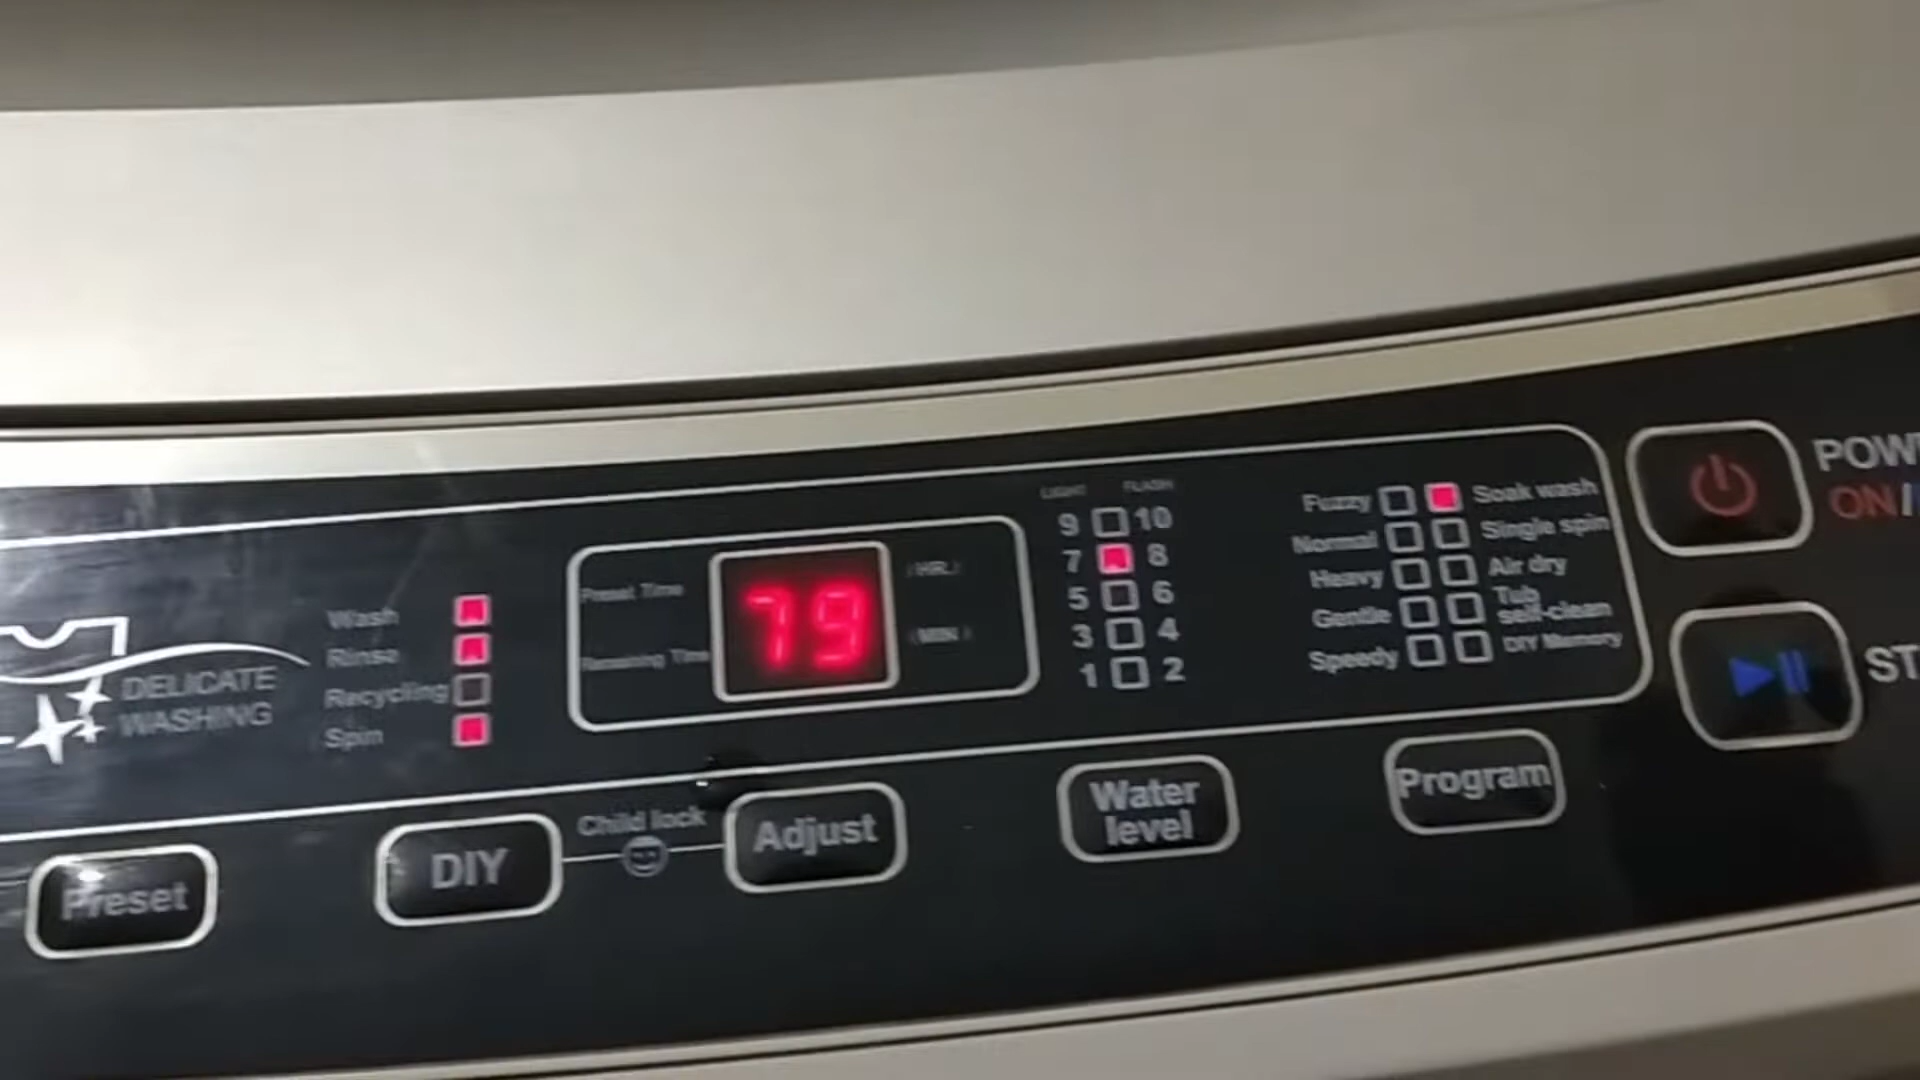 DELICATE
WASHING
Wash
Rinse
Recycling
Spin
Preset Time
Remaining Time
79
HR.
MIN
LIGHT FLASH
9 10
7 8
5 6
3 4
1 2
Fuzzy Soak wash
Normal Single spin
Heavy Air dry
Gentle Tub self-clean
Speedy DIY Memory
POW
ON/
ST
Preset
DIY
Child lock
Adjust
Water
level
Program